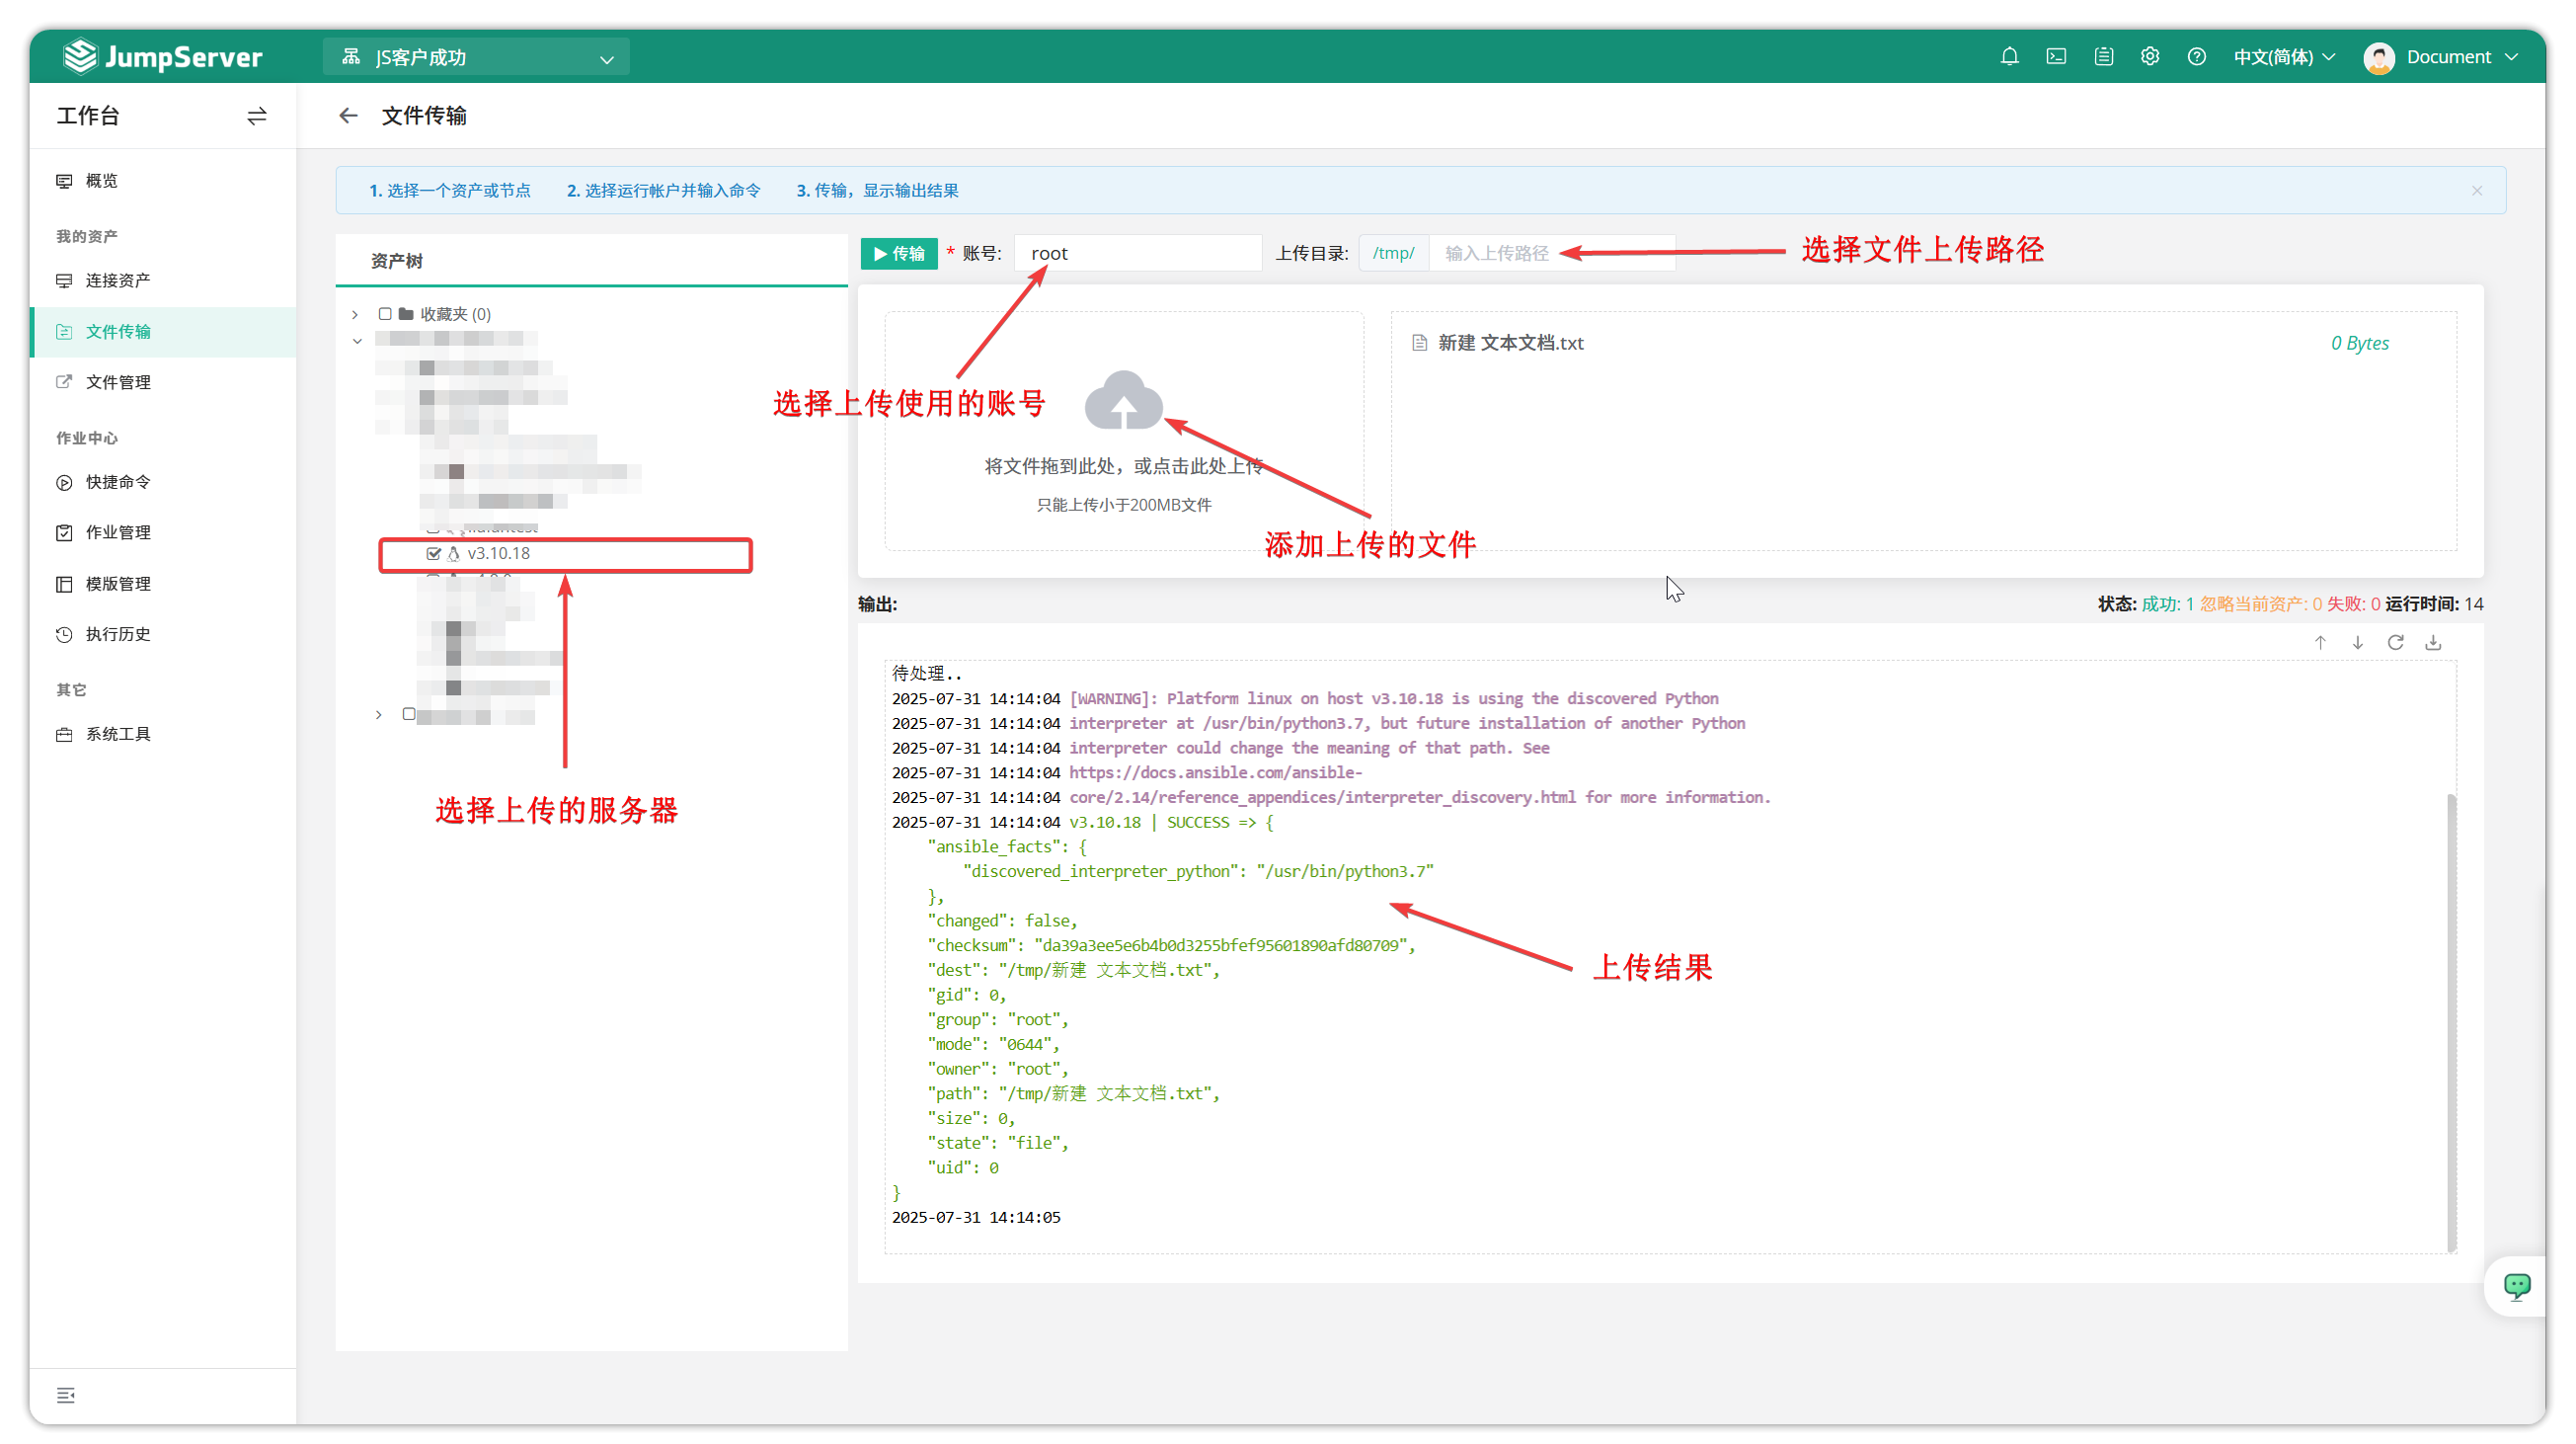 JumpServer
JS客户成功
中文(简体)
Document
工作台
文件传输
概览
我的资产
连接资产
文件传输
文件管理
作业中心
快捷命令
作业管理
模版管理
执行历史
其它
系统工具
1. 选择一个资产或节点 2. 选择运行帐户并输入命令 3. 传输，显示输出结果
资产树
收藏夹 (0)
v3.10.18
选择上传的服务器
传输 * 账号: root 上传目录: /tmp/ 输入上传路径
选择文件上传路径
选择上传使用的账号
将文件拖到此处，或点击此处上传
只能上传小于200MB文件
添加上传的文件
新建 文本文档.txt 0 Bytes
输出:
状态: 成功: 1 忽略当前资产: 0 失败: 0 运行时间: 14
待处理..
2025-07-31 14:14:04 [WARNING]: Platform linux on host v3.10.18 is using the discovered Python
2025-07-31 14:14:04 interpreter at /usr/bin/python3.7, but future installation of another Python
2025-07-31 14:14:04 interpreter could change the meaning of that path. See
2025-07-31 14:14:04 https://docs.ansible.com/ansible-
2025-07-31 14:14:04 core/2.14/reference_appendices/interpreter_discovery.html for more information.
2025-07-31 14:14:04 v3.10.18 | SUCCESS => {
"ansible_facts": {
"discovered_interpreter_python": "/usr/bin/python3.7"
},
"changed": false,
"checksum": "da39a3ee5e6b4b0d3255bfef95601890afd80709",
"dest": "/tmp/新建 文本文档.txt",
"gid": 0,
"group": "root",
"mode": "0644",
"owner": "root",
"path": "/tmp/新建 文本文档.txt",
"size": 0,
"state": "file",
"uid": 0
}
2025-07-31 14:14:05
上传结果